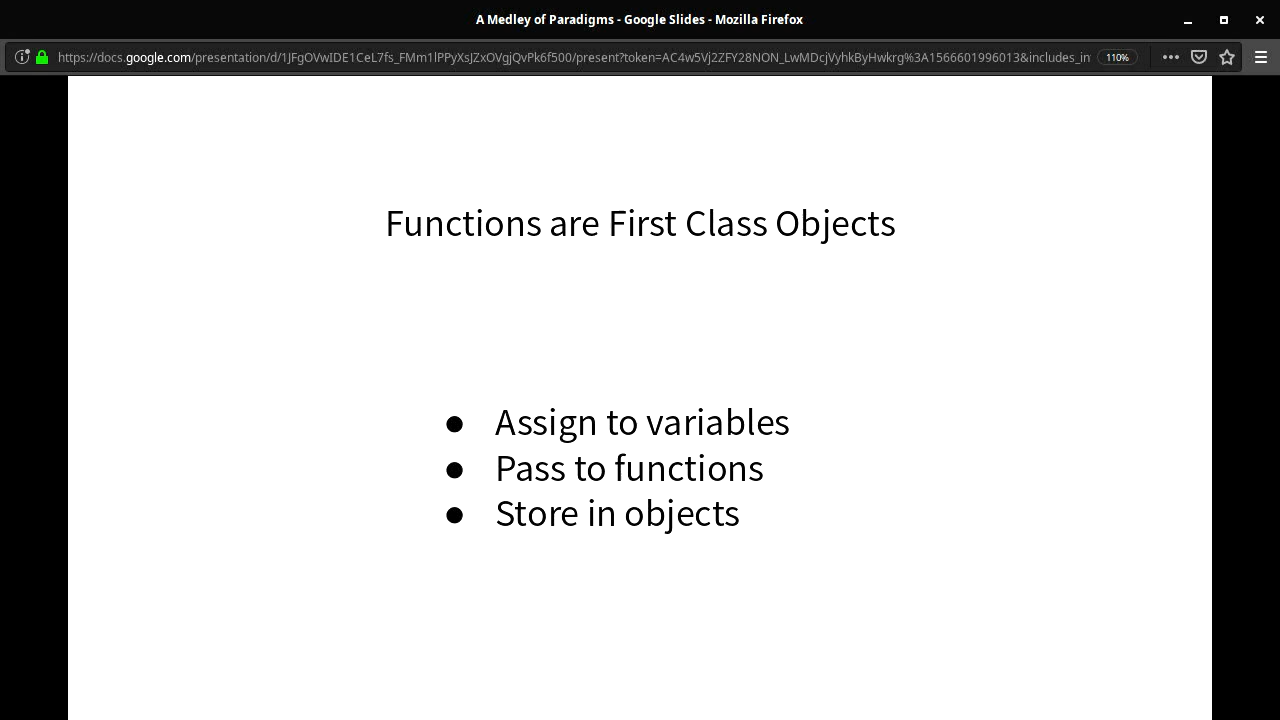 A Medley of Paradigms - Google Slides - Mozilla Firefox
https://docs.google.com/presentation/d/1JFgOVwIDE1CeL7fs_FMm1lPPyXsJZxOVgjQvPk6f500/present?token=AC4w5Vj2ZFY28NON_LwMDcjVyhkByHwkrg%3A1566601996013&includes_in 110%
Functions are First Class Objects
● Assign to variables
● Pass to functions
● Store in objects